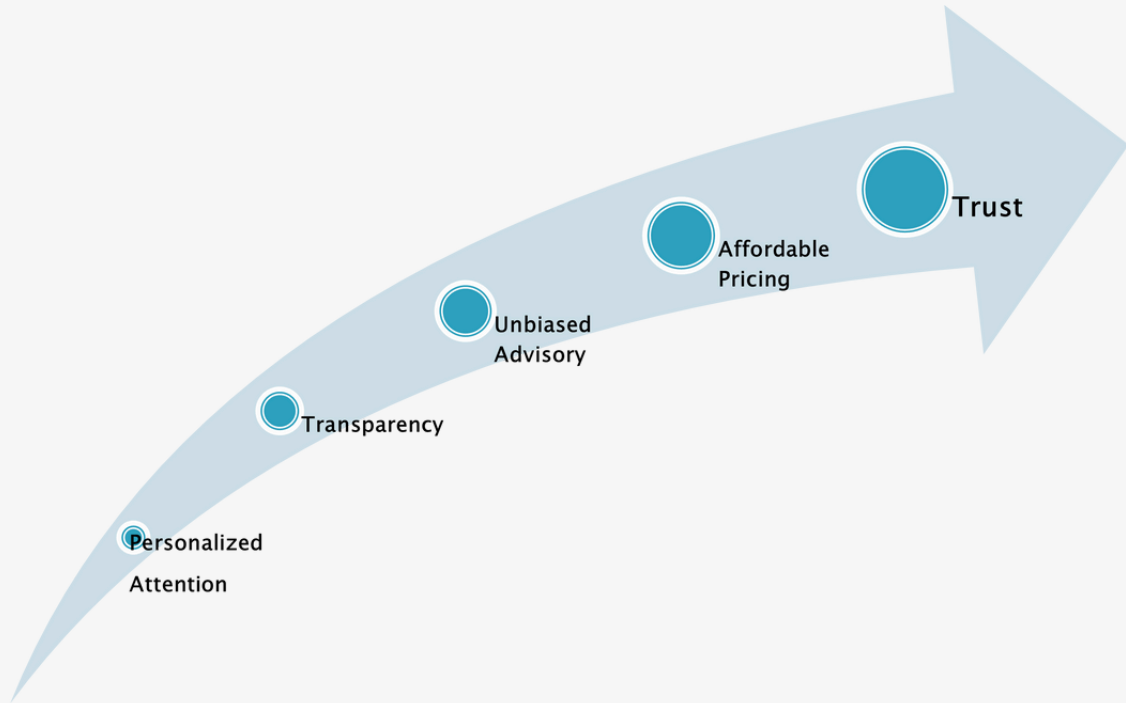 Trust
Affordable
Pricing
Unbiased
Advisory
Transparency
Personalized
Attention